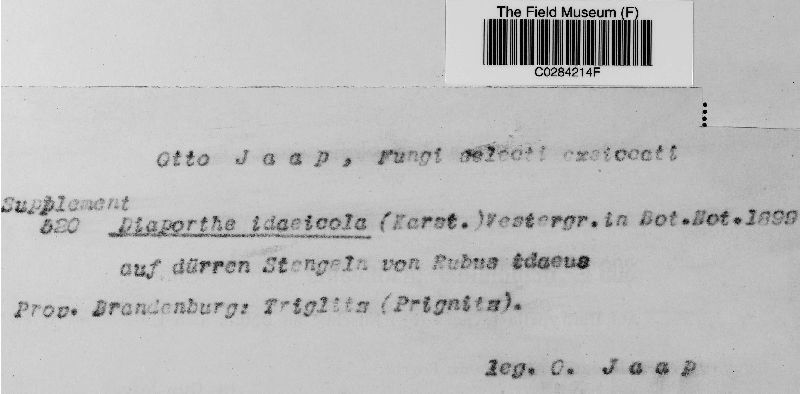 The Field Museum (F)
C0284214F
Otto Jaap, Fungi selecti exsiccati
Supplement
520 Diaporthe idaeicola (Karst.)Vestergr.in Bot.Not.1899
auf dürren Stengeln von Rubus idaeus
Prov. Brandenburg: Triglitz (Prignitz).
leg. O. Jaap